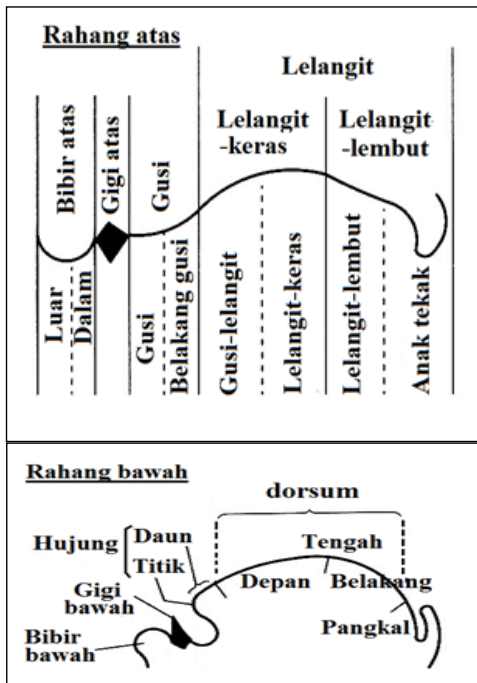 Rahang atas
Lelangit
Lelangit
-keras
Lelangit
-lembut
Bibir atas
Gigi atas
Gusi
Luar
Dalam
Gusi
Belakang gusi
Gusi-lelangit
Lelangit-keras
Lelangit-lembut
Anak tekak
Rahang bawah
dorsum
Hujung
Daun
Titik
Tengah
Depan
Belakang
Gigi
bawah
Pangkal
Bibir
bawah